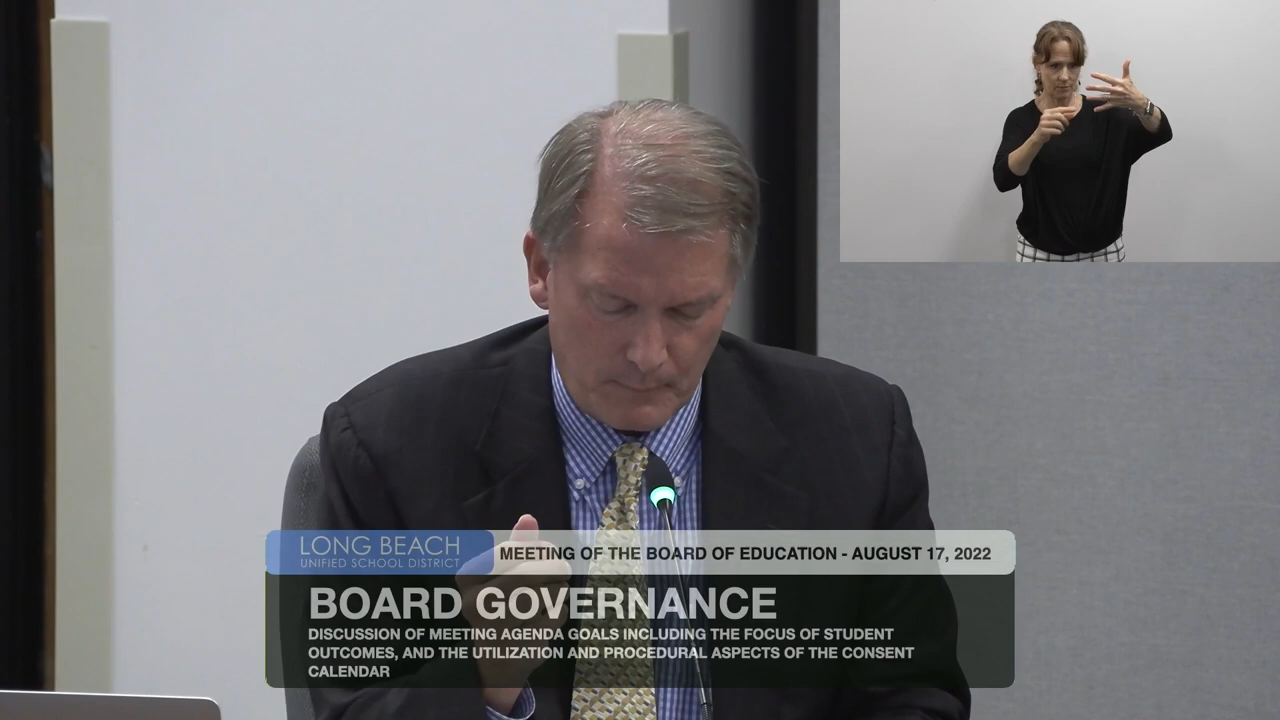 LONG BEACH
UNIFIED SCHOOL DISTRICT
MEETING OF THE BOARD OF EDUCATION - AUGUST 17, 2022
BOARD GOVERNANCE
DISCUSSION OF MEETING AGENDA GOALS INCLUDING THE FOCUS OF STUDENT
OUTCOMES, AND THE UTILIZATION AND PROCEDURAL ASPECTS OF THE CONSENT
CALENDAR